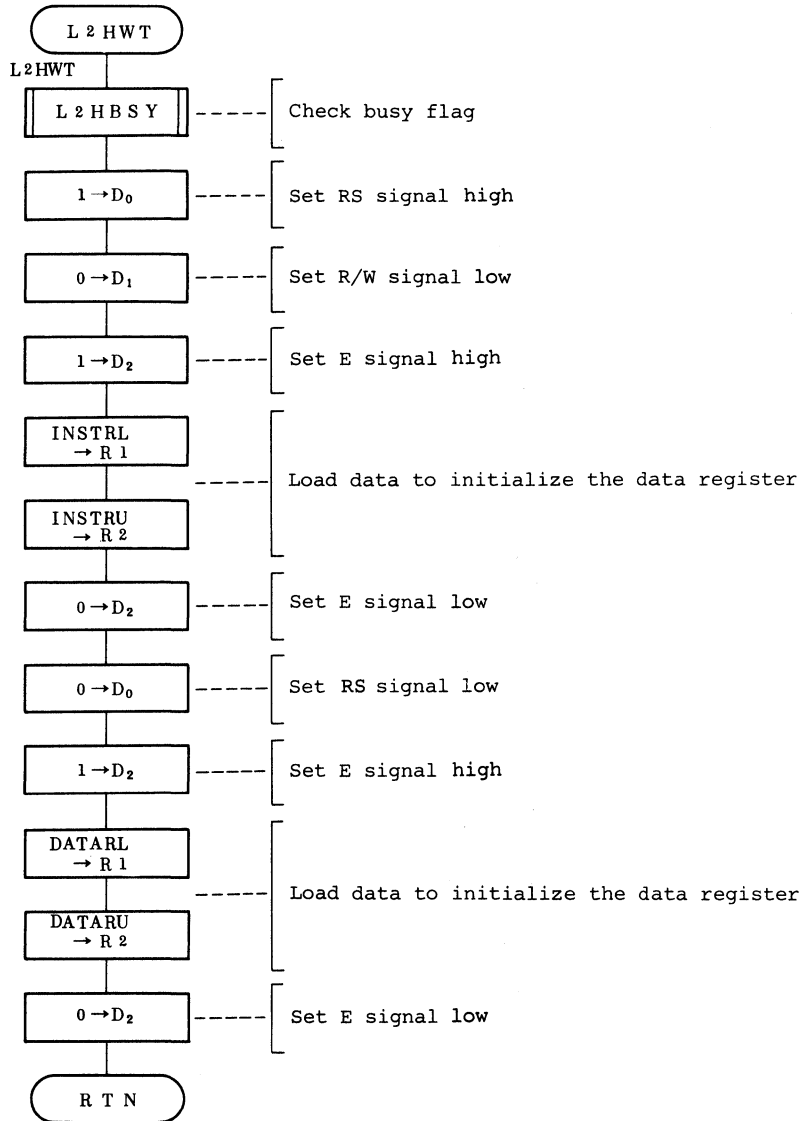 L2HWT
L2HWT
L2HBSY
Check busy flag
1→D₀
Set RS signal high
0→D₁
Set R/W signal low
1→D₂
Set E signal high
INSTRL
→R1
Load data to initialize the data register
INSTRU
→R2
0→D₂
Set E signal low
0→D₀
Set RS signal low
1→D₂
Set E signal high
DATARL
→R1
Load data to initialize the data register
DATARU
→R2
0→D₂
Set E signal low
RTN